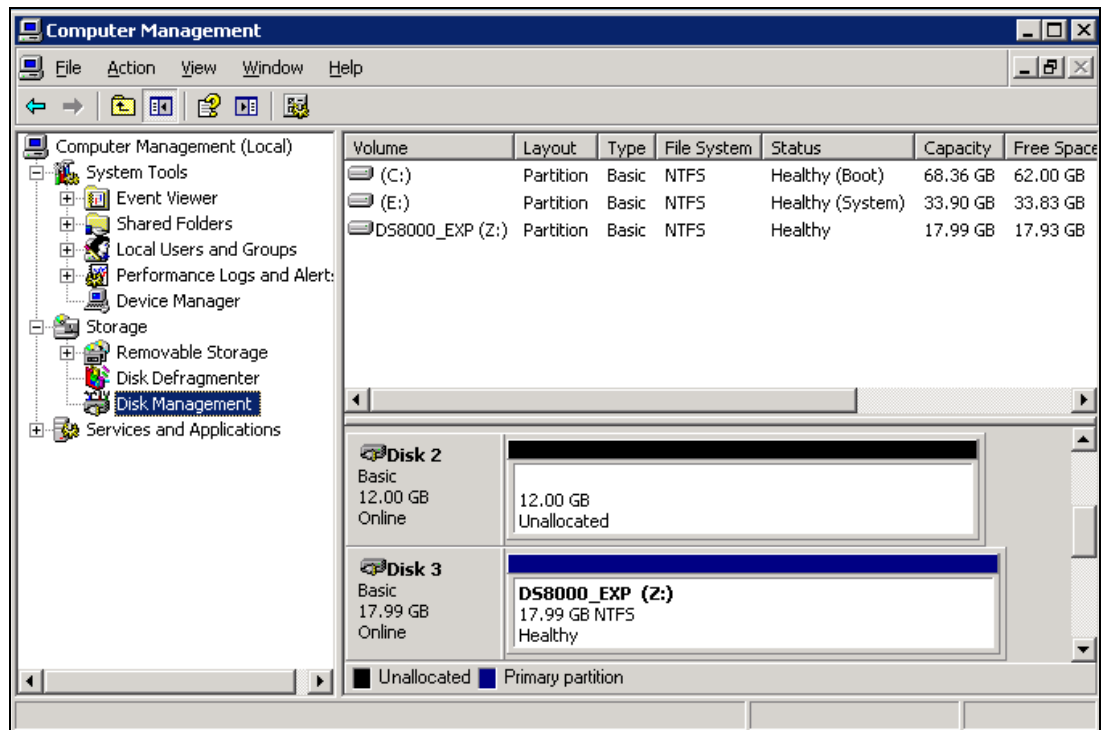 Computer Management
File Action View Window Help
Computer Management (Local)
System Tools
Event Viewer
Shared Folders
Local Users and Groups
Performance Logs and Alert:
Device Manager
Storage
Removable Storage
Disk Defragmenter
Disk Management
Services and Applications
Volume Layout Type File System Status Capacity Free Space
(C:) Partition Basic NTFS Healthy (Boot) 68.36 GB 62.00 GB
(E:) Partition Basic NTFS Healthy (System) 33.90 GB 33.83 GB
DS8000_EXP (Z:) Partition Basic NTFS Healthy 17.99 GB 17.93 GB
Disk 2
Basic
12.00 GB
Online
12.00 GB
Unallocated
Disk 3
Basic
17.99 GB
Online
DS8000_EXP (Z:)
17.99 GB NTFS
Healthy
Unallocated Primary partition